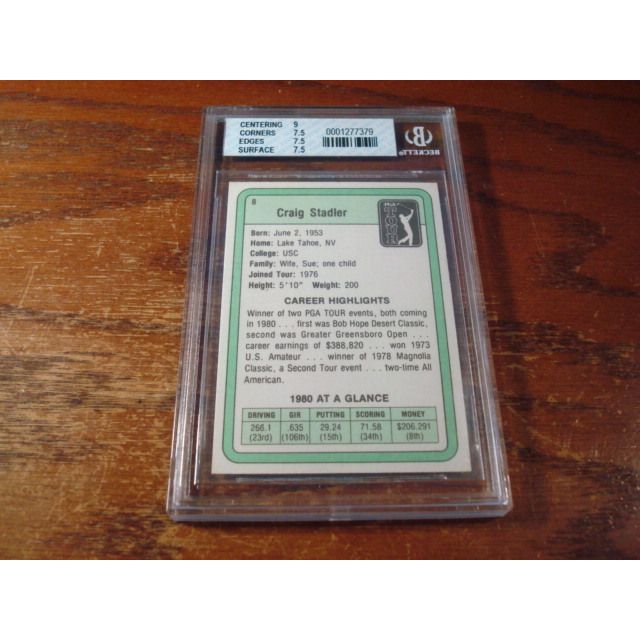 CENTERING 9
CORNERS 7.5
EDGES 7.5
SURFACE 7.5
0001277379
B
BECKETT
8
Craig Stadler
PGA
TOUR
Born: June 2, 1953
Home: Lake Tahoe, NV
College: USC
Family: Wife, Sue; one child
Joined Tour: 1976
Height: 5'10" Weight: 200
CAREER HIGHLIGHTS
Winner of two PGA TOUR events, both coming
in 1980 . . . first was Bob Hope Desert Classic,
second was Greater Greensboro Open . . .
career earnings of $388,820 . . . won 1973
U.S. Amateur . . . winner of 1978 Magnolia
Classic, a Second Tour event . . . two-time All
American.
1980 AT A GLANCE
DRIVING GIR PUTTING SCORING MONEY
266.1 .635 29.24 71.58 $206,291
(23rd) (106th) (15th) (34th) (8th)